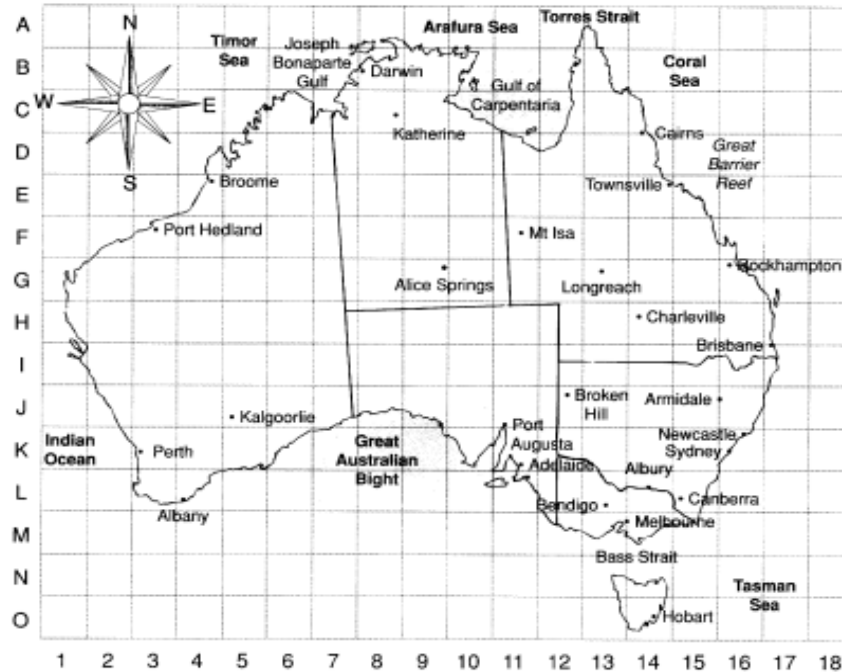 A
N
Timor
Sea
Joseph
Bonaparte
Gulf
Arafura Sea
Torres Strait
B
Darwin
Coral
Sea
Gulf of
Carpentaria
W
E
C
Katherine
Cairns
D
Great
Barrier
Reef
S
Broome
Townsville
E
Port Hedland
Mt Isa
F
Rockhampton
G
Alice Springs
Longreach
H
Charleville
Brisbane
I
Broken
Hill
Armidale
J
Kalgoorlie
Port
Augusta
Newcastle
Indian
Ocean
Perth
Great
Australian
Bight
K
Sydney
Adelaide
Albury
L
Albany
Bendigo
Canberra
M
Melbourne
Bass Strait
N
Tasman
Sea
O
Hobart
1 2 3 4 5 6 7 8 9 10 11 12 13 14 15 16 17 18